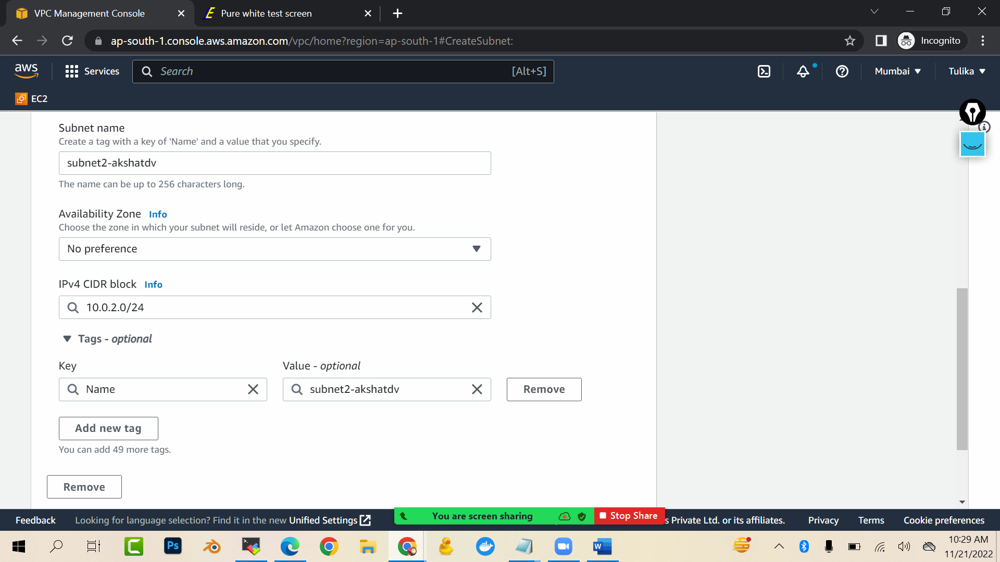 VPC Management Console
Pure white test screen
ap-south-1.console.aws.amazon.com/vpc/home?region=ap-south-1#CreateSubnet:
Incognito
aws
Services
Search
[Alt+S]
Mumbai
Tulika
EC2
Subnet name
Create a tag with a key of 'Name' and a value that you specify.
subnet2-akshatdv
The name can be up to 256 characters long.
Availability Zone Info
Choose the zone in which your subnet will reside, or let Amazon choose one for you.
No preference
IPv4 CIDR block Info
10.0.2.0/24
Tags - optional
Key
Value - optional
Name
subnet2-akshatdv
Remove
Add new tag
You can add 49 more tags.
Remove
Feedback
Looking for language selection? Find it in the new Unified Settings
You are screen sharing
Stop Share
s Private Ltd. or its affiliates.
Privacy
Terms
Cookie preferences
Ps
W
10:29 AM
11/21/2022